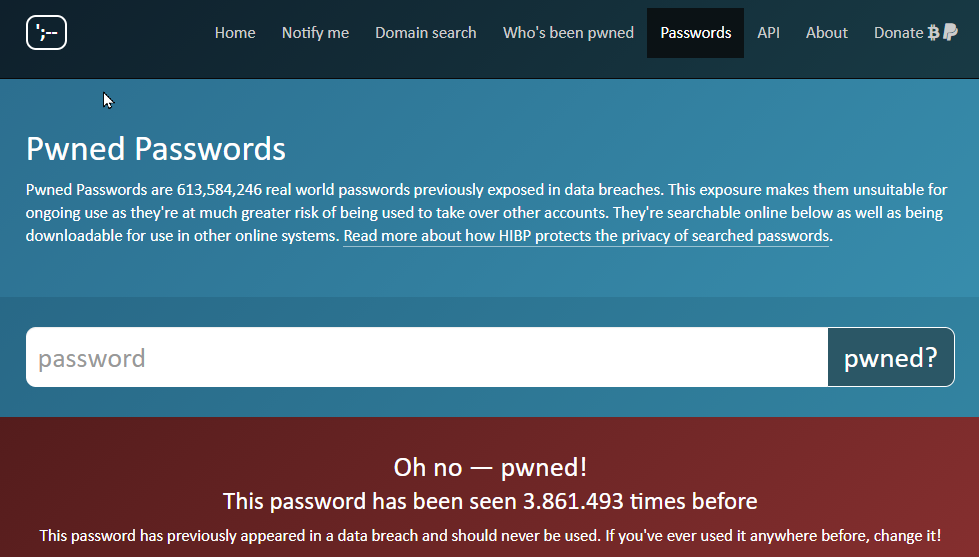 ';--
Home Notify me Domain search Who's been pwned Passwords API About Donate
Pwned Passwords
Pwned Passwords are 613,584,246 real world passwords previously exposed in data breaches. This exposure makes them unsuitable for
ongoing use as they're at much greater risk of being used to take over other accounts. They're searchable online below as well as being
downloadable for use in other online systems. Read more about how HIBP protects the privacy of searched passwords.
password pwned?
Oh no — pwned!
This password has been seen 3.861.493 times before
This password has previously appeared in a data breach and should never be used. If you've ever used it anywhere before, change it!